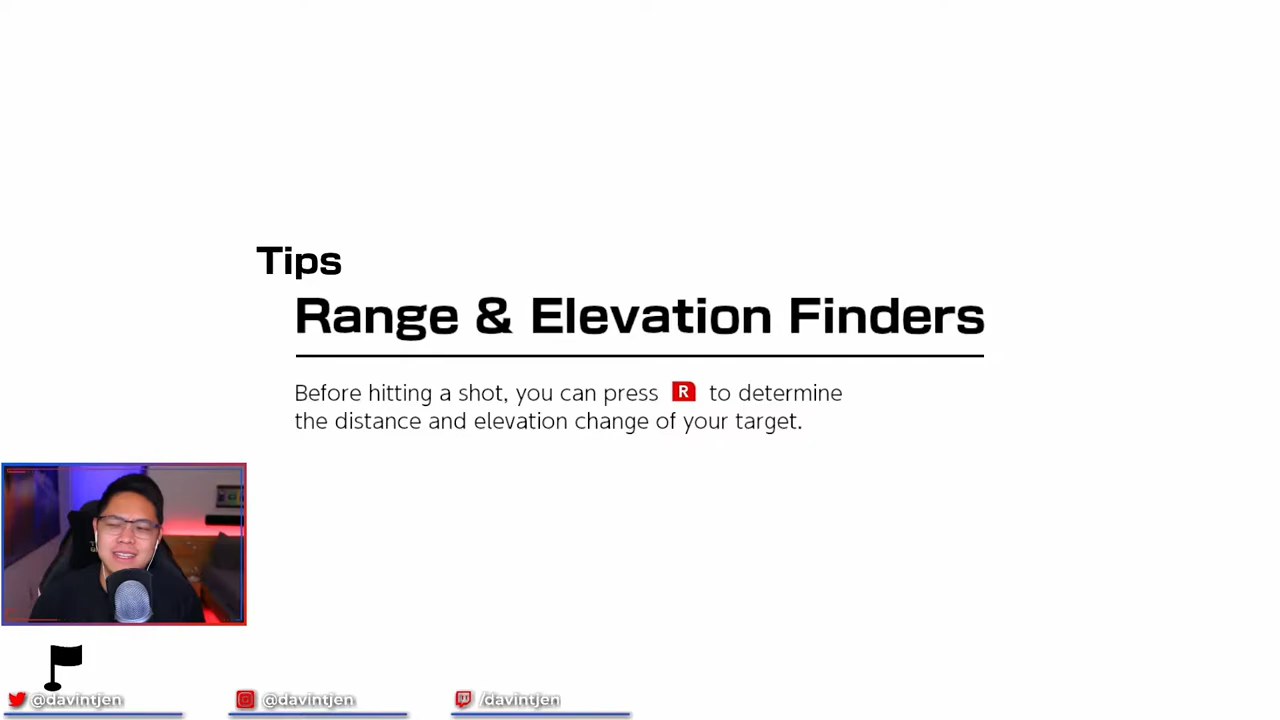 Tips
Range & Elevation Finders
Before hitting a shot, you can press R to determine
the distance and elevation change of your target.
@davintjen @davintjen /davintjen